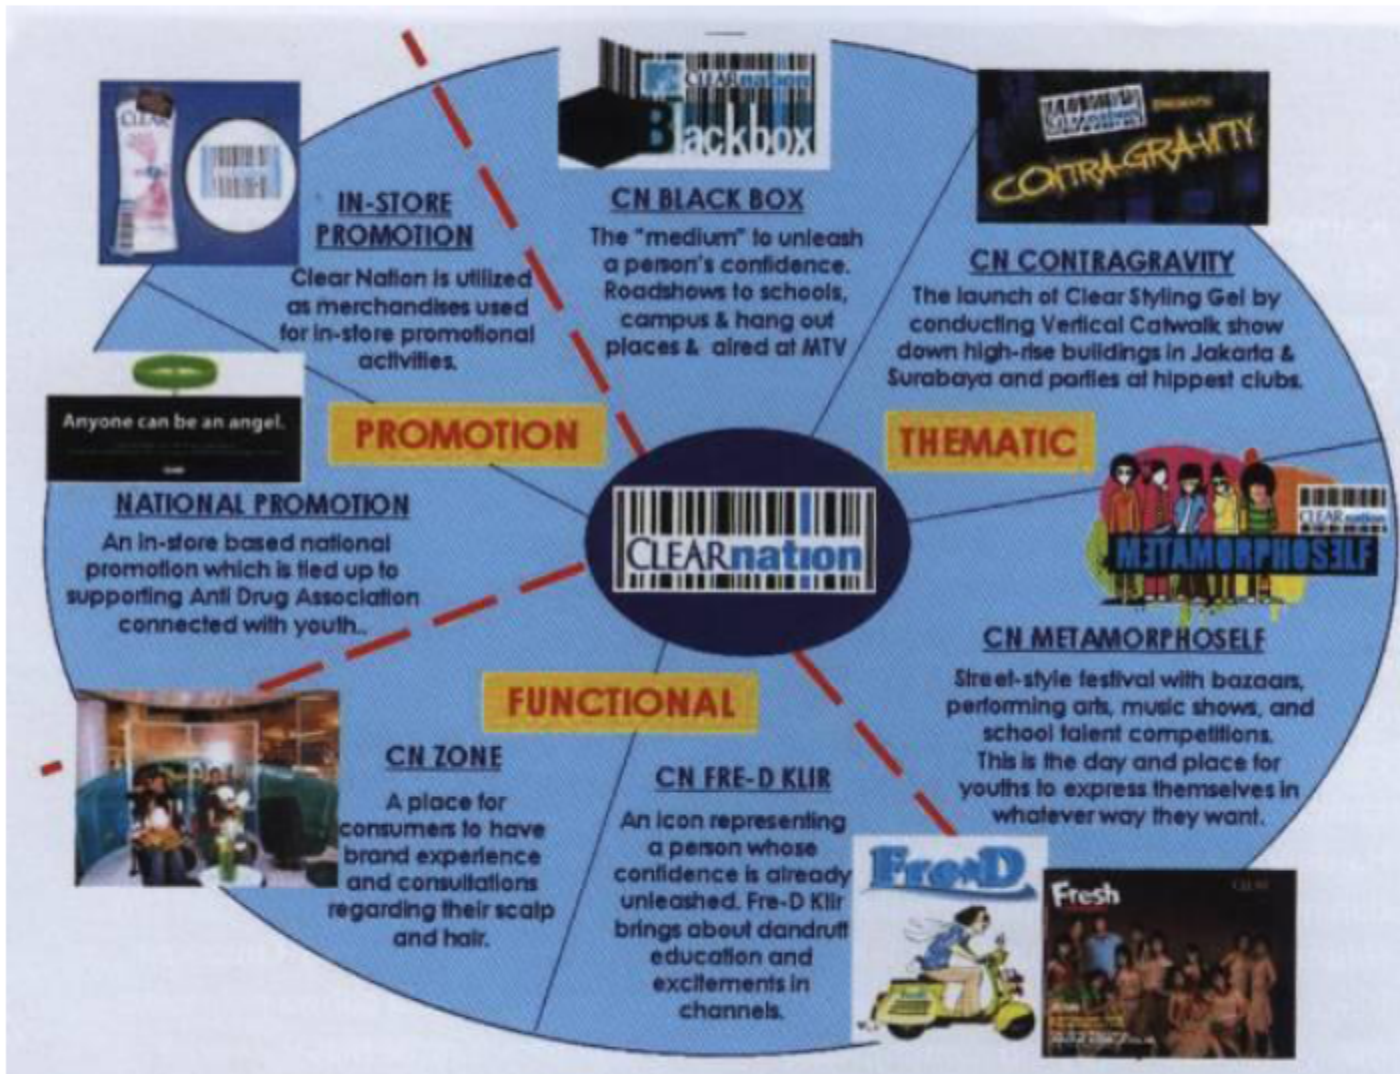 CLEAR
IN-STORE
PROMOTION
Clear Nation is utilized
as merchandises used
for in-store promotional
activities.
CLEARnation
Blackbox
CN BLACK BOX
The "medium" to unleash
a person's confidence.
Roadshows to schools,
campus & hang out
places & aired at MTV
PRESENTS
CONTRA-GRAVITY
CN CONTRAGRAVITY
The launch of Clear Styling Gel by
conducting Vertical Catwalk show
down high-rise buildings in Jakarta &
Surabaya and parties at hippest clubs.
Anyone can be an angel.
PROMOTION
THEMATIC
NATIONAL PROMOTION
An in-store based national
promotion which is tied up to
supporting Anti Drug Association
connected with youth..
CLEARnation
CLEARnation
METAMORPHOSELF
CN METAMORPHOSELF
Street-style festival with bazaars,
performing arts, music shows, and
school talent competitions.
This is the day and place for
youths to express themselves in
whatever way they want.
FUNCTIONAL
CN ZONE
A place for
consumers to have
brand experience
and consultations
regarding their scalp
and hair.
CN FRE-D KLIR
An icon representing
a person whose
confidence is already
unleashed. Fre-D Klir
brings about dandruff
education and
excitements in
channels.
Fre-D
Fresh
CLEAR